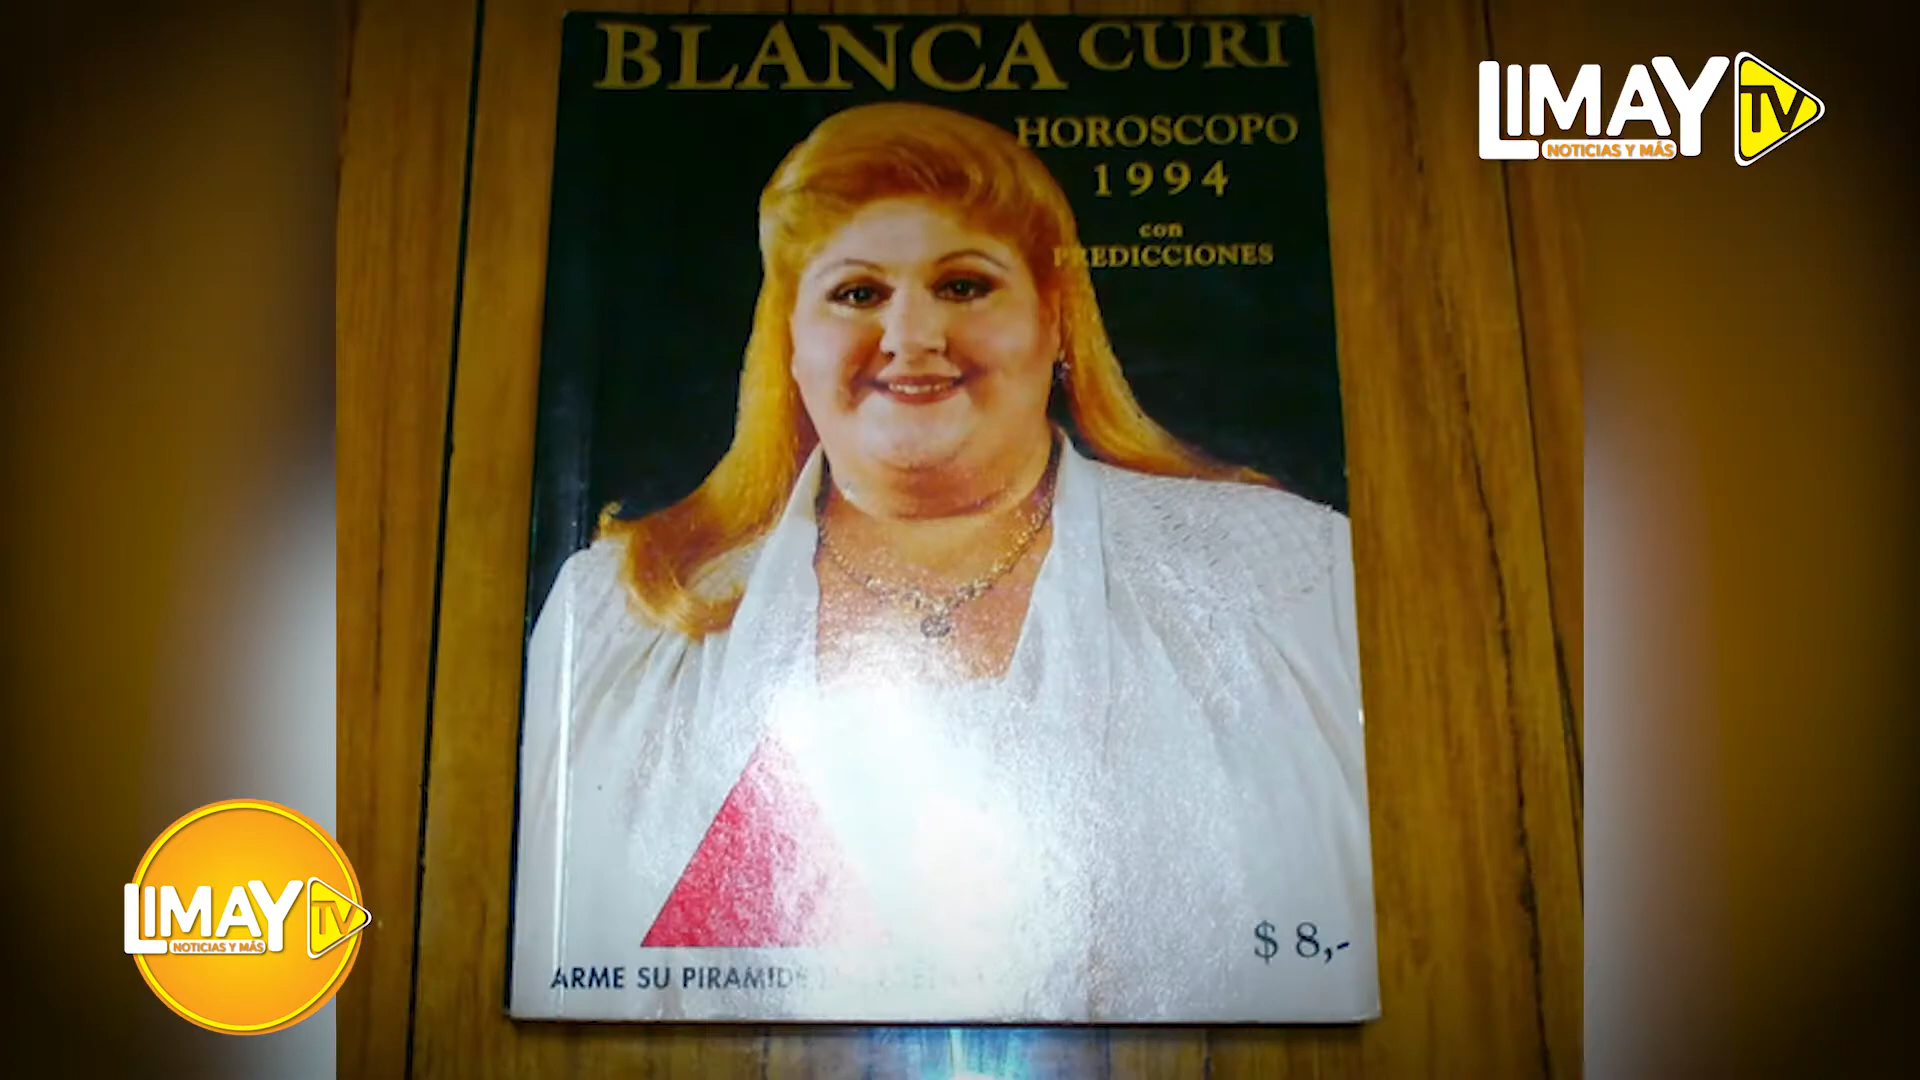 BLANCA CURI
HOROSCOPO
1994
con
PREDICCIONES
$ 8,-
ARME SU PIRAMIDE
LIMAY TV
NOTICIAS Y MÁS
LIMAY TV
NOTICIAS Y MÁS